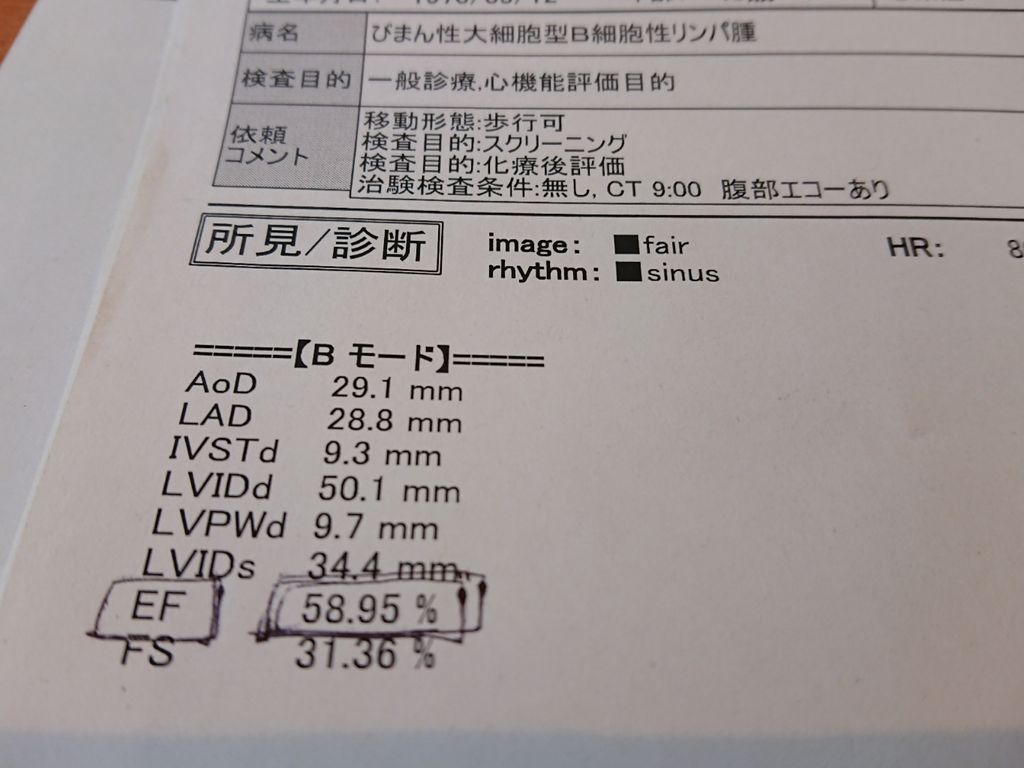 病名 びまん性大細胞型B細胞性リンパ腫
検査目的 一般診療,心機能評価目的
依頼コメント 移動形態:歩行可
検査目的:スクリーニング
検査目的:化療後評価
治験検査条件:無し, CT 9:00 腹部エコーあり
所見/診断 image: ■fair HR: 8
rhythm: ■sinus
=====【B モード】=====
AoD 29.1 mm
LAD 28.8 mm
IVSTd 9.3 mm
LVIDd 50.1 mm
LVPWd 9.7 mm
LVIDs 34.4 mm
EF 58.95 %
FS 31.36 %